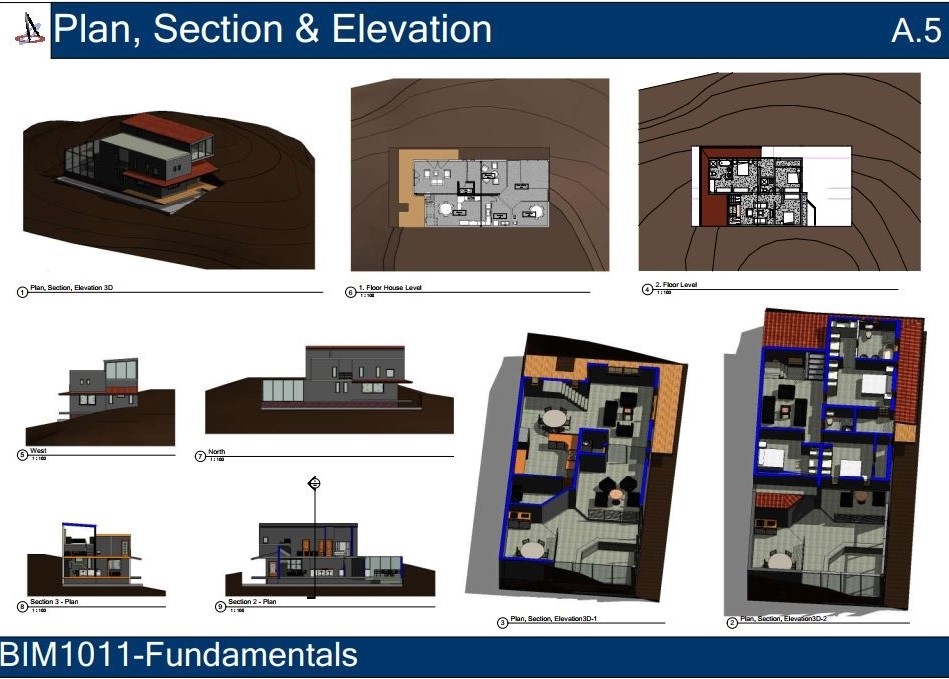 Plan, Section & Elevation
A.5
1 Plan, Section, Elevation 3D
6 1. Floor House Level
1 : 100
4 2. Floor Level
1 : 100
5 West
1 : 100
7 North
1 : 100
8 Section 3 - Plan
1 : 100
9 Section 2 - Plan
1 : 100
3 Plan, Section, Elevation3D-1
2 Plan, Section, Elevation3D-2
BIM1011-Fundamentals